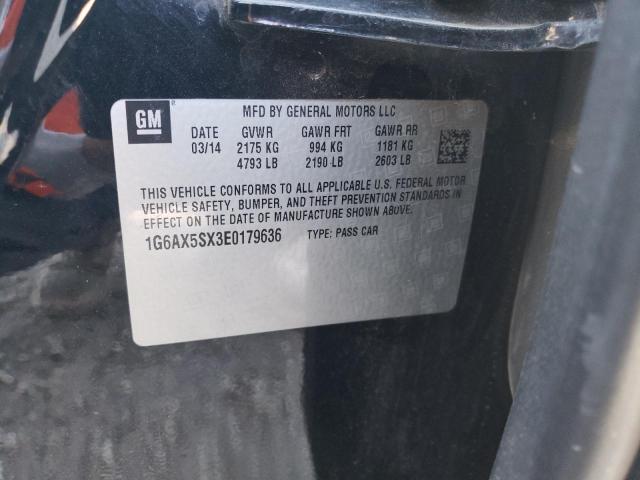 GM
MFD BY GENERAL MOTORS LLC
DATE GVWR GAWR FRT GAWR RR
03/14 2175 KG 994 KG 1181 KG
4793 LB 2190 LB 2603 LB
THIS VEHICLE CONFORMS TO ALL APPLICABLE U.S. FEDERAL MOTOR
VEHICLE SAFETY, BUMPER, AND THEFT PREVENTION STANDARDS IN
EFFECT ON THE DATE OF MANUFACTURE SHOWN ABOVE.
1G6AX5SX3E0179636 TYPE: PASS CAR